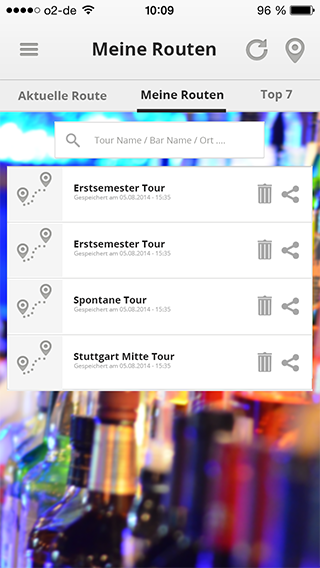 o2-de 10:09 96 %
Meine Routen
Aktuelle Route Meine Routen Top 7
Tour Name / Bar Name / Ort ....
Erstsemester Tour
Gespeichert am 05.08.2014 - 15:35
Erstsemester Tour
Gespeichert am 05.08.2014 - 15:35
Spontane Tour
Gespeichert am 05.08.2014 - 15:35
Stuttgart Mitte Tour
Gespeichert am 05.08.2014 - 15:35